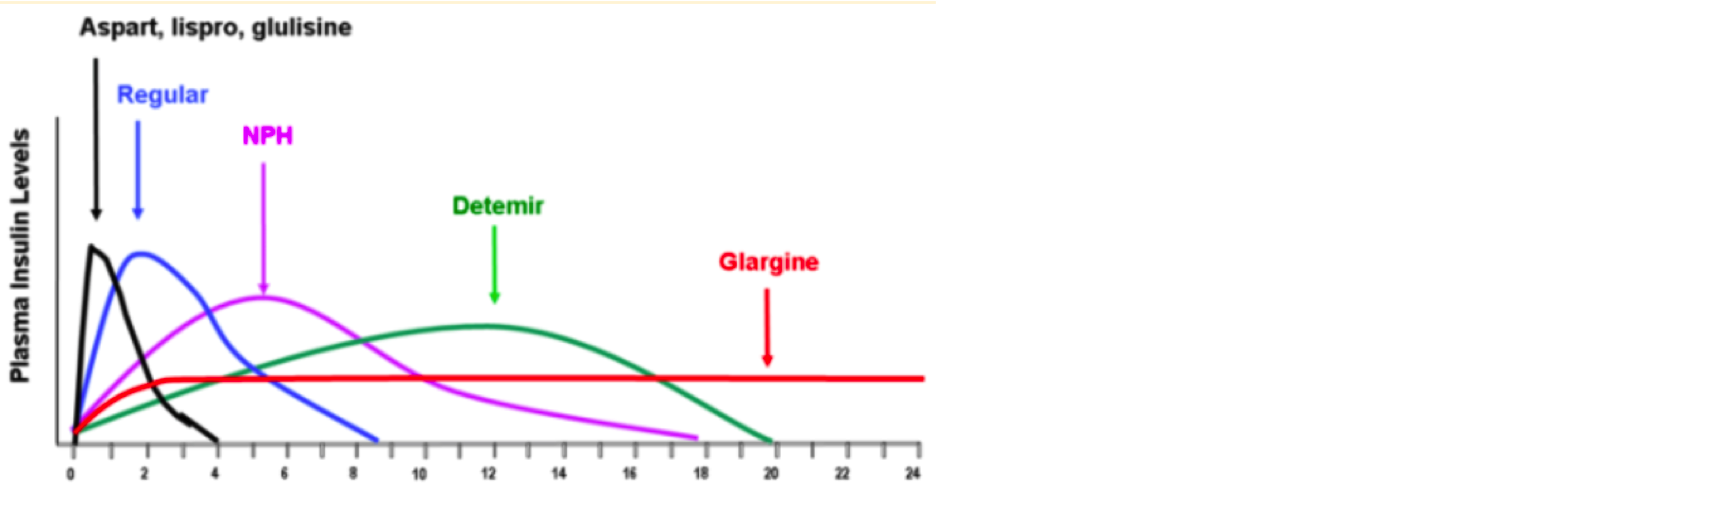 Aspart, lispro, glulisine
Regular
NPH
Detemir
Glargine
Plasma Insulin Levels
0 2 4 6 8 10 12 14 16 18 20 22 24